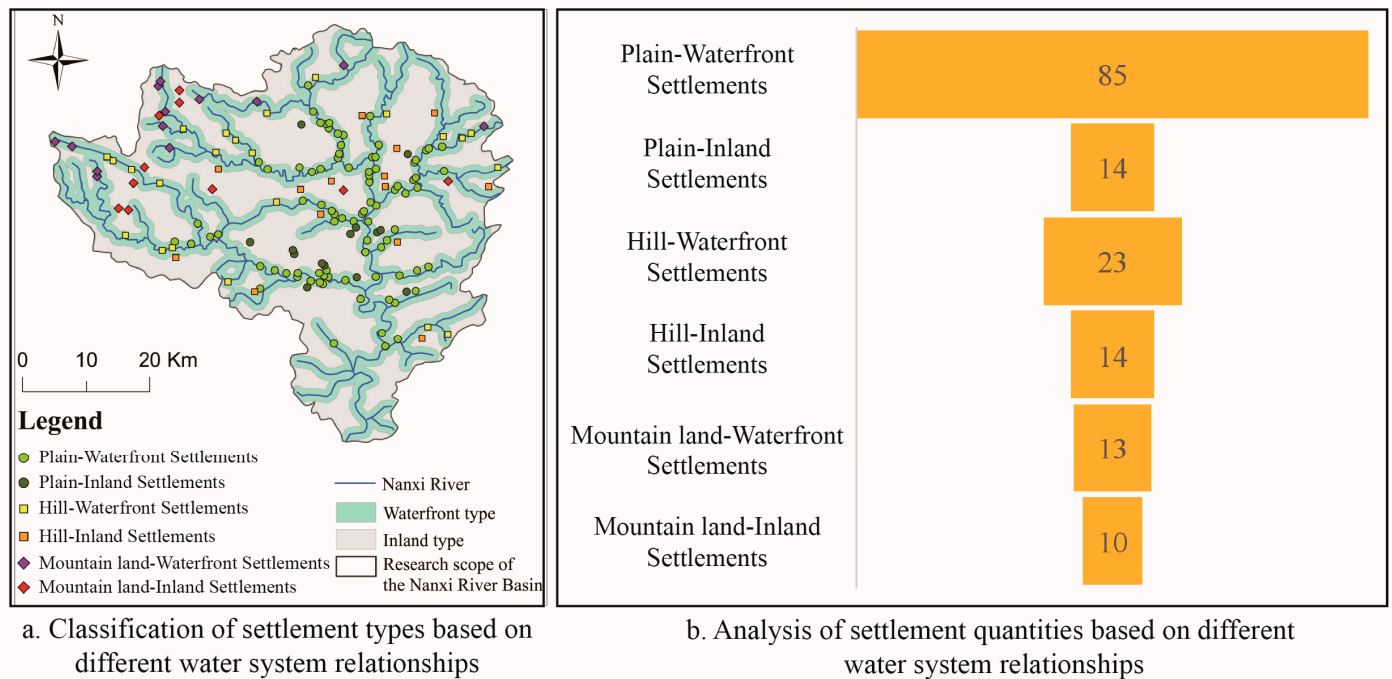 N
0 10 20 Km
Legend
Plain-Waterfront Settlements
Plain-Inland Settlements
Hill-Waterfront Settlements
Hill-Inland Settlements
Mountain land-Waterfront Settlements
Mountain land-Inland Settlements
Nanxi River
Waterfront type
Inland type
Research scope of
the Nanxi River Basin
a. Classification of settlement types based on
different water system relationships
Plain-Waterfront
Settlements
85
Plain-Inland
Settlements
14
Hill-Waterfront
Settlements
23
Hill-Inland
Settlements
14
Mountain land-Waterfront
Settlements
13
Mountain land-Inland
Settlements
10
b. Analysis of settlement quantities based on different
water system relationships